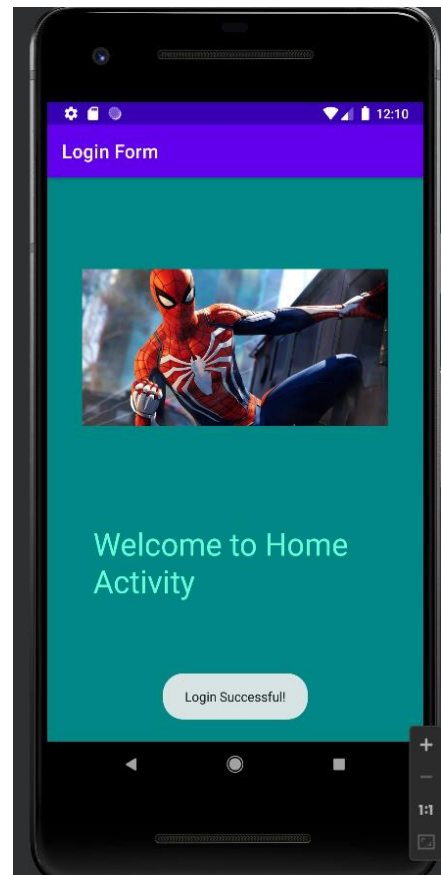 12:10
Login Form
Welcome to Home
Activity
Login Successful!
1:1